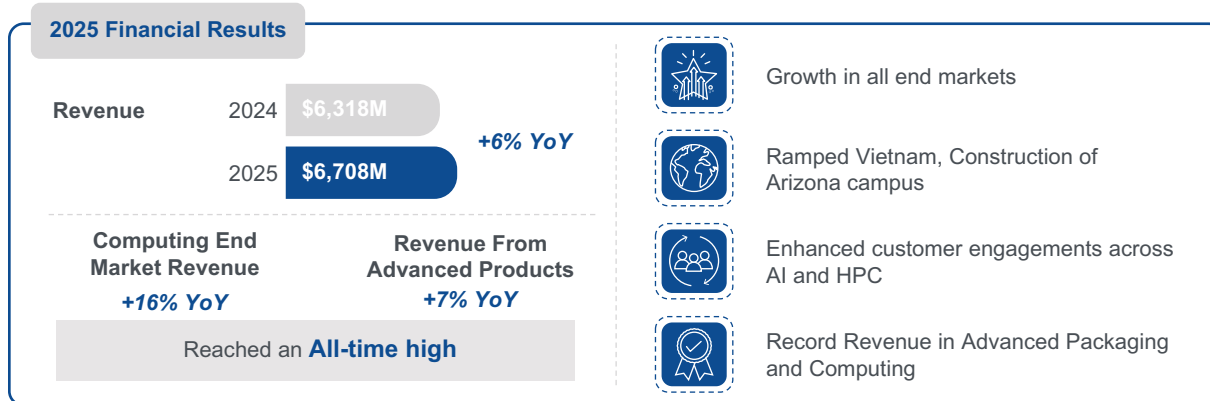 2025 Financial Results
Revenue
2024
$6,318M
2025
$6,708M
+6% YoY
Computing End
Market Revenue
+16% YoY
Revenue From
Advanced Products
+7% YoY
Reached an All-time high
Growth in all end markets
Ramped Vietnam, Construction of
Arizona campus
Enhanced customer engagements across
AI and HPC
Record Revenue in Advanced Packaging
and Computing